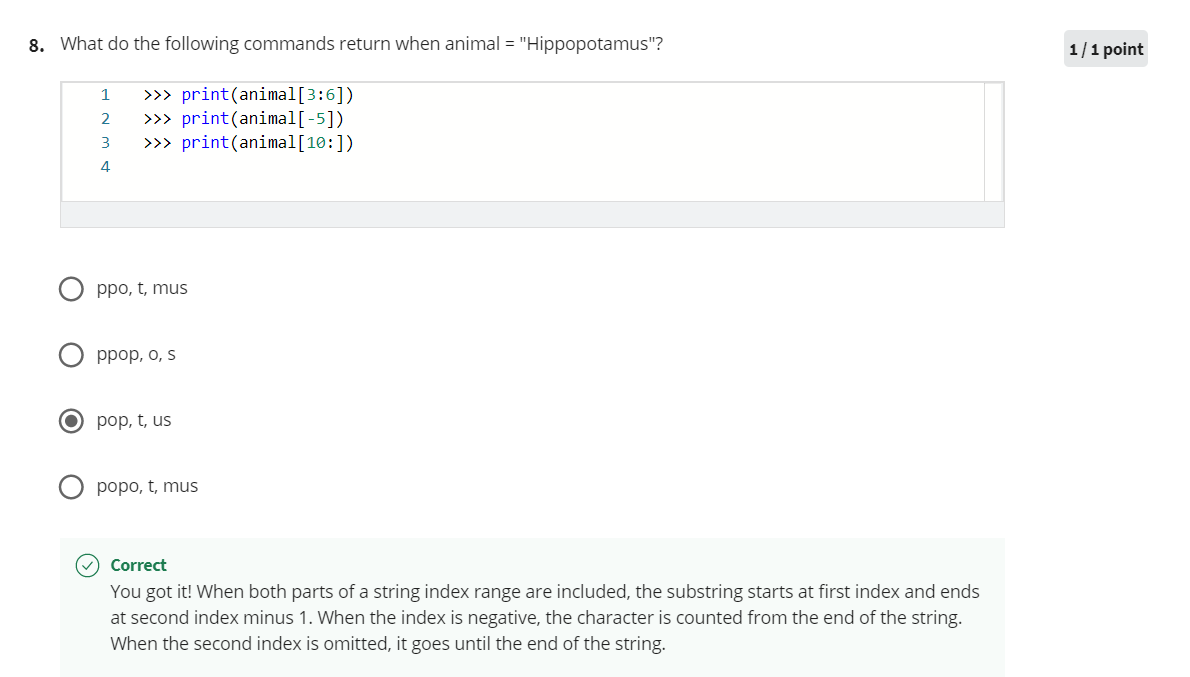 8. What do the following commands return when animal = "Hippopotamus"?
1 / 1 point
1 >>> print(animal[3:6])
2 >>> print(animal[-5])
3 >>> print(animal[10:])
4
ppo, t, mus
ppop, o, s
pop, t, us
popo, t, mus
Correct
You got it! When both parts of a string index range are included, the substring starts at first index and ends
at second index minus 1. When the index is negative, the character is counted from the end of the string.
When the second index is omitted, it goes until the end of the string.